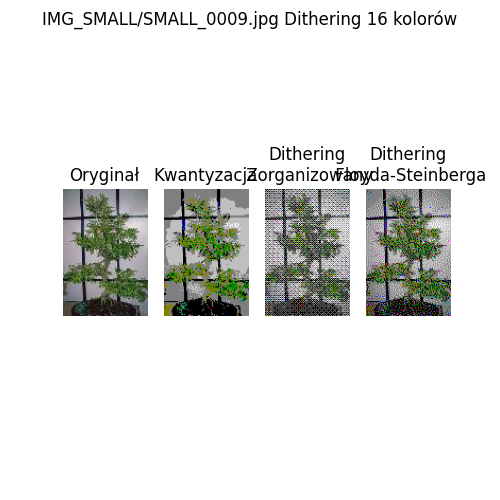 IMG_SMALL/SMALL_0009.jpg Dithering 16 kolorów
Oryginał
Kwantyzacja
Dithering
Zorganizowany
Dithering
Floyda-Steinberga